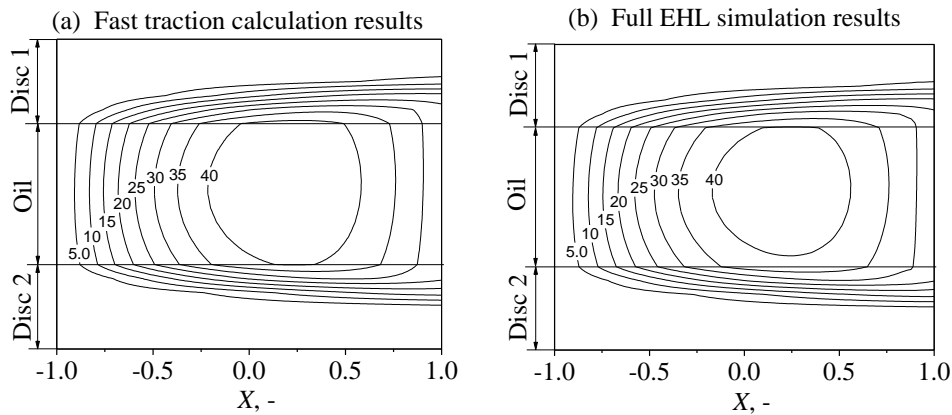 (a) Fast traction calculation results
Disc 1
Oil
Disc 2
5.0
10
15
20
25
30
35
40
-1.0 -0.5 0.0 0.5 1.0
X, -
(b) Full EHL simulation results
Disc 1
Oil
Disc 2
5.0
10
15
20
25
30
35
40
-1.0 -0.5 0.0 0.5 1.0
X, -